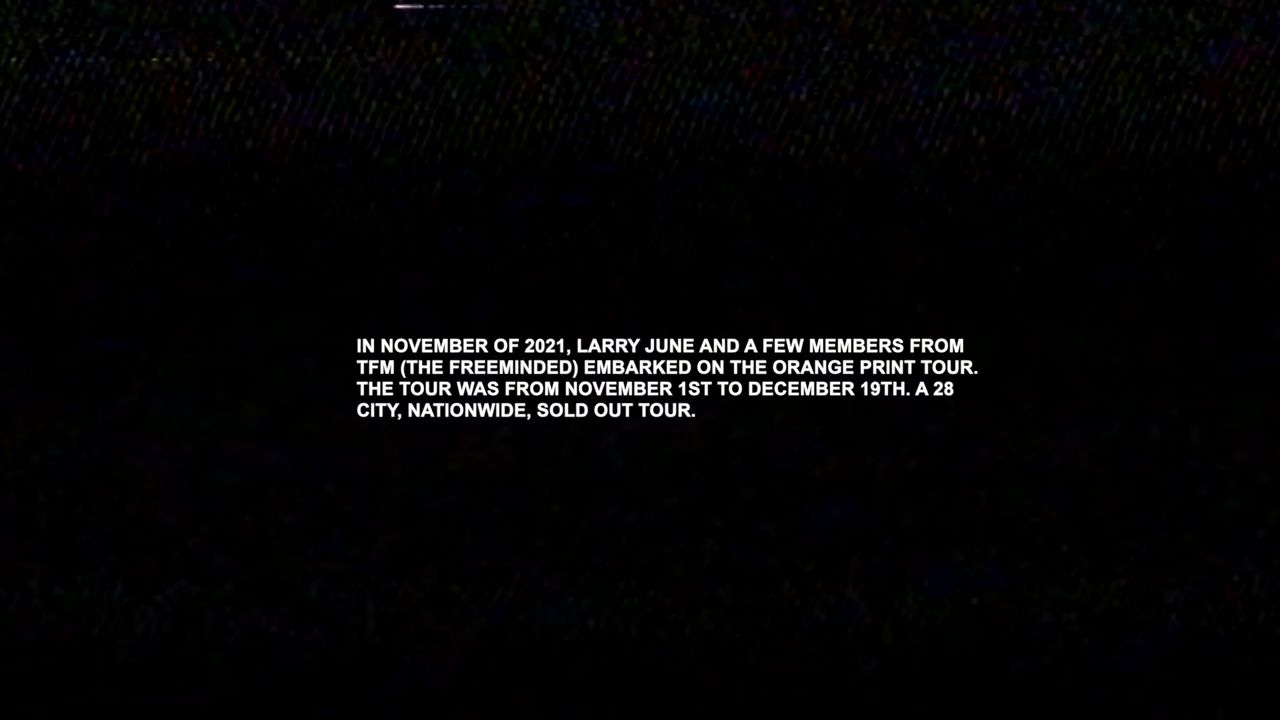 IN NOVEMBER OF 2021, LARRY JUNE AND A FEW MEMBERS FROM
TFM (THE FREEMINDED) EMBARKED ON THE ORANGE PRINT TOUR.
THE TOUR WAS FROM NOVEMBER 1ST TO DECEMBER 19TH. A 28
CITY, NATIONWIDE, SOLD OUT TOUR.